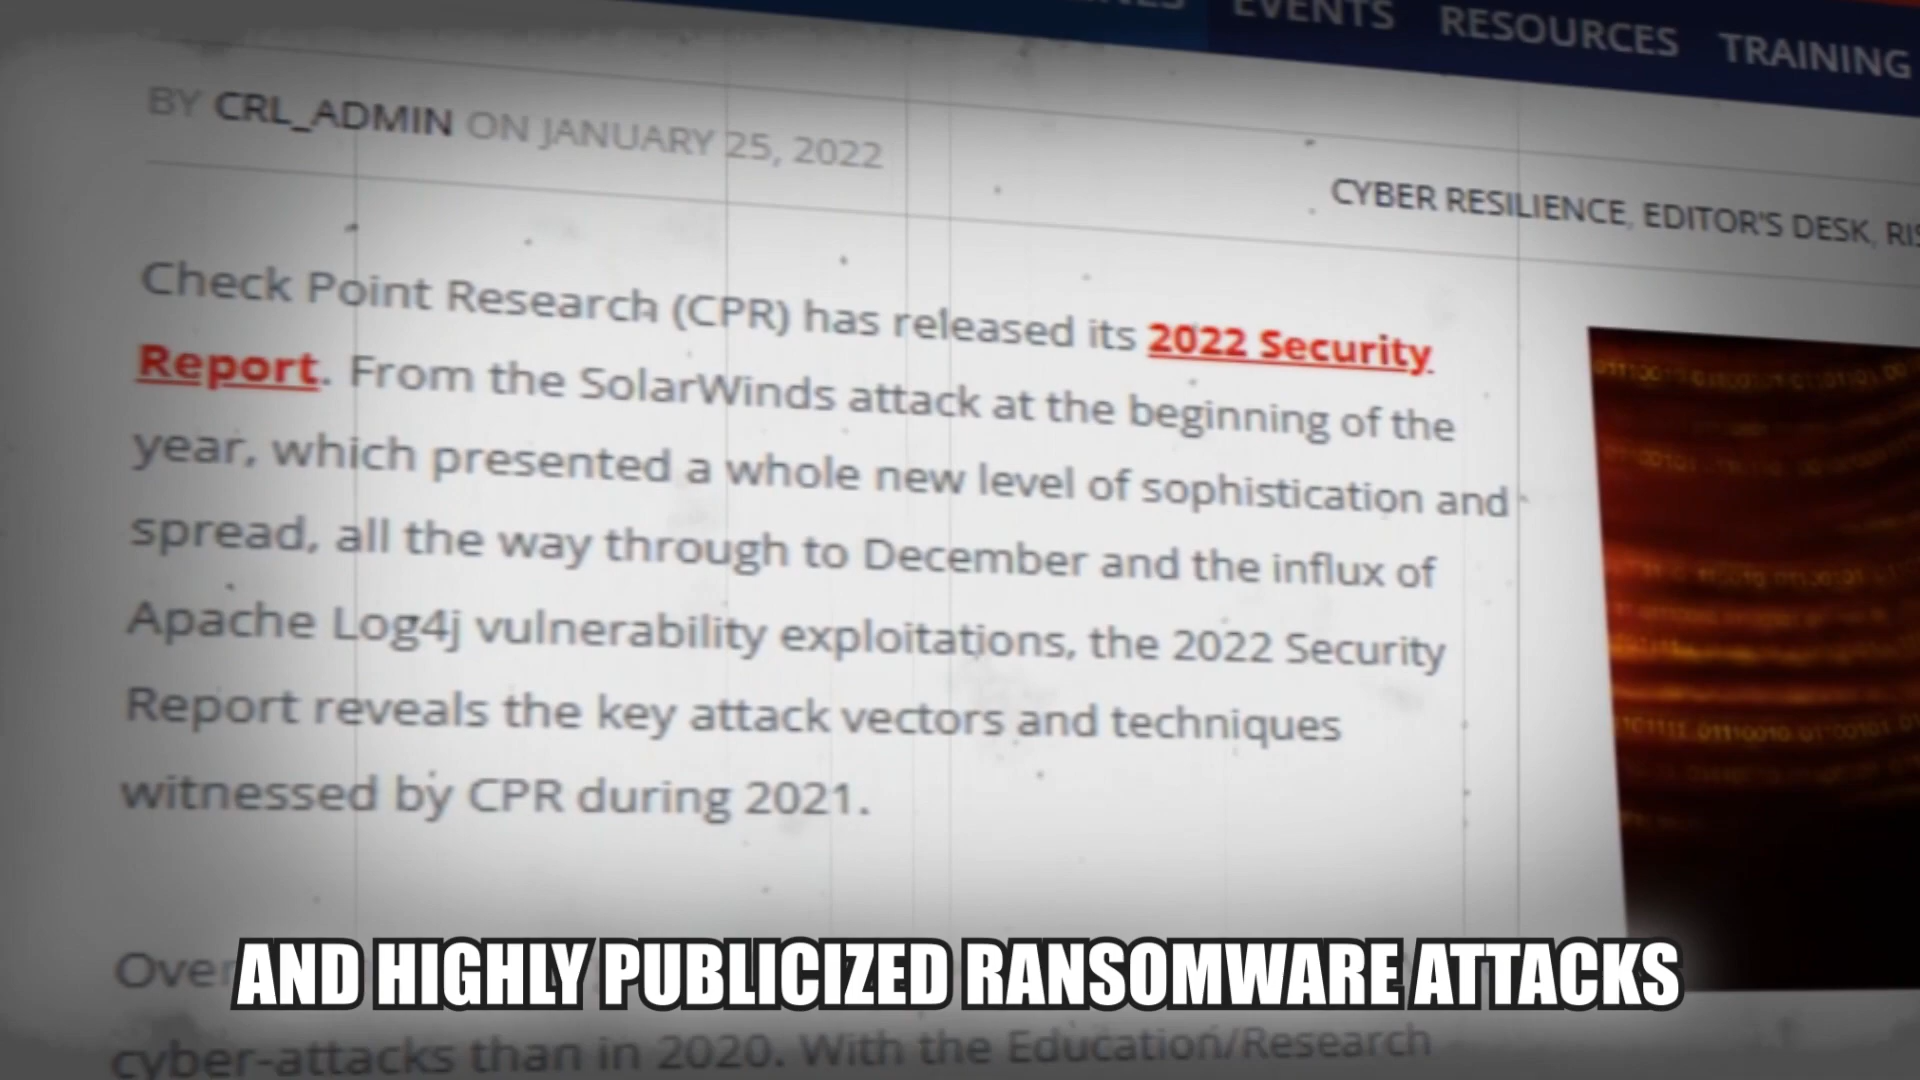 EVENTS RESOURCES TRAINING
BY CRL_ADMIN ON JANUARY 25, 2022
CYBER RESILIENCE, EDITOR'S DESK,
Check Point Research (CPR) has released its 2022 Security
Report. From the SolarWinds attack at the beginning of the
year, which presented a whole new level of sophistication and
spread, all the way through to December and the influx of
Apache Log4j vulnerability exploitations, the 2022 Security
Report reveals the key attack vectors and techniques
witnessed by CPR during 2021.
Over
AND HIGHLY PUBLICIZED RANSOMWARE ATTACKS
cyber-attacks than in 2020. With the Education/Research